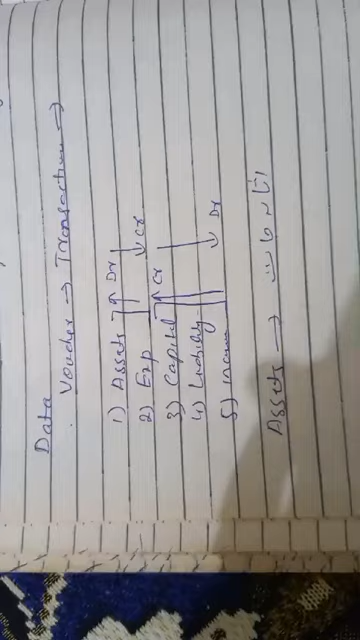 Data
Voucher → Transaction →
1) Assets ↑ Dr
2) Exp ↓ Cr
3) Capital ↑ Cr
4) Liability
5) income ↓ Dr
Assets →